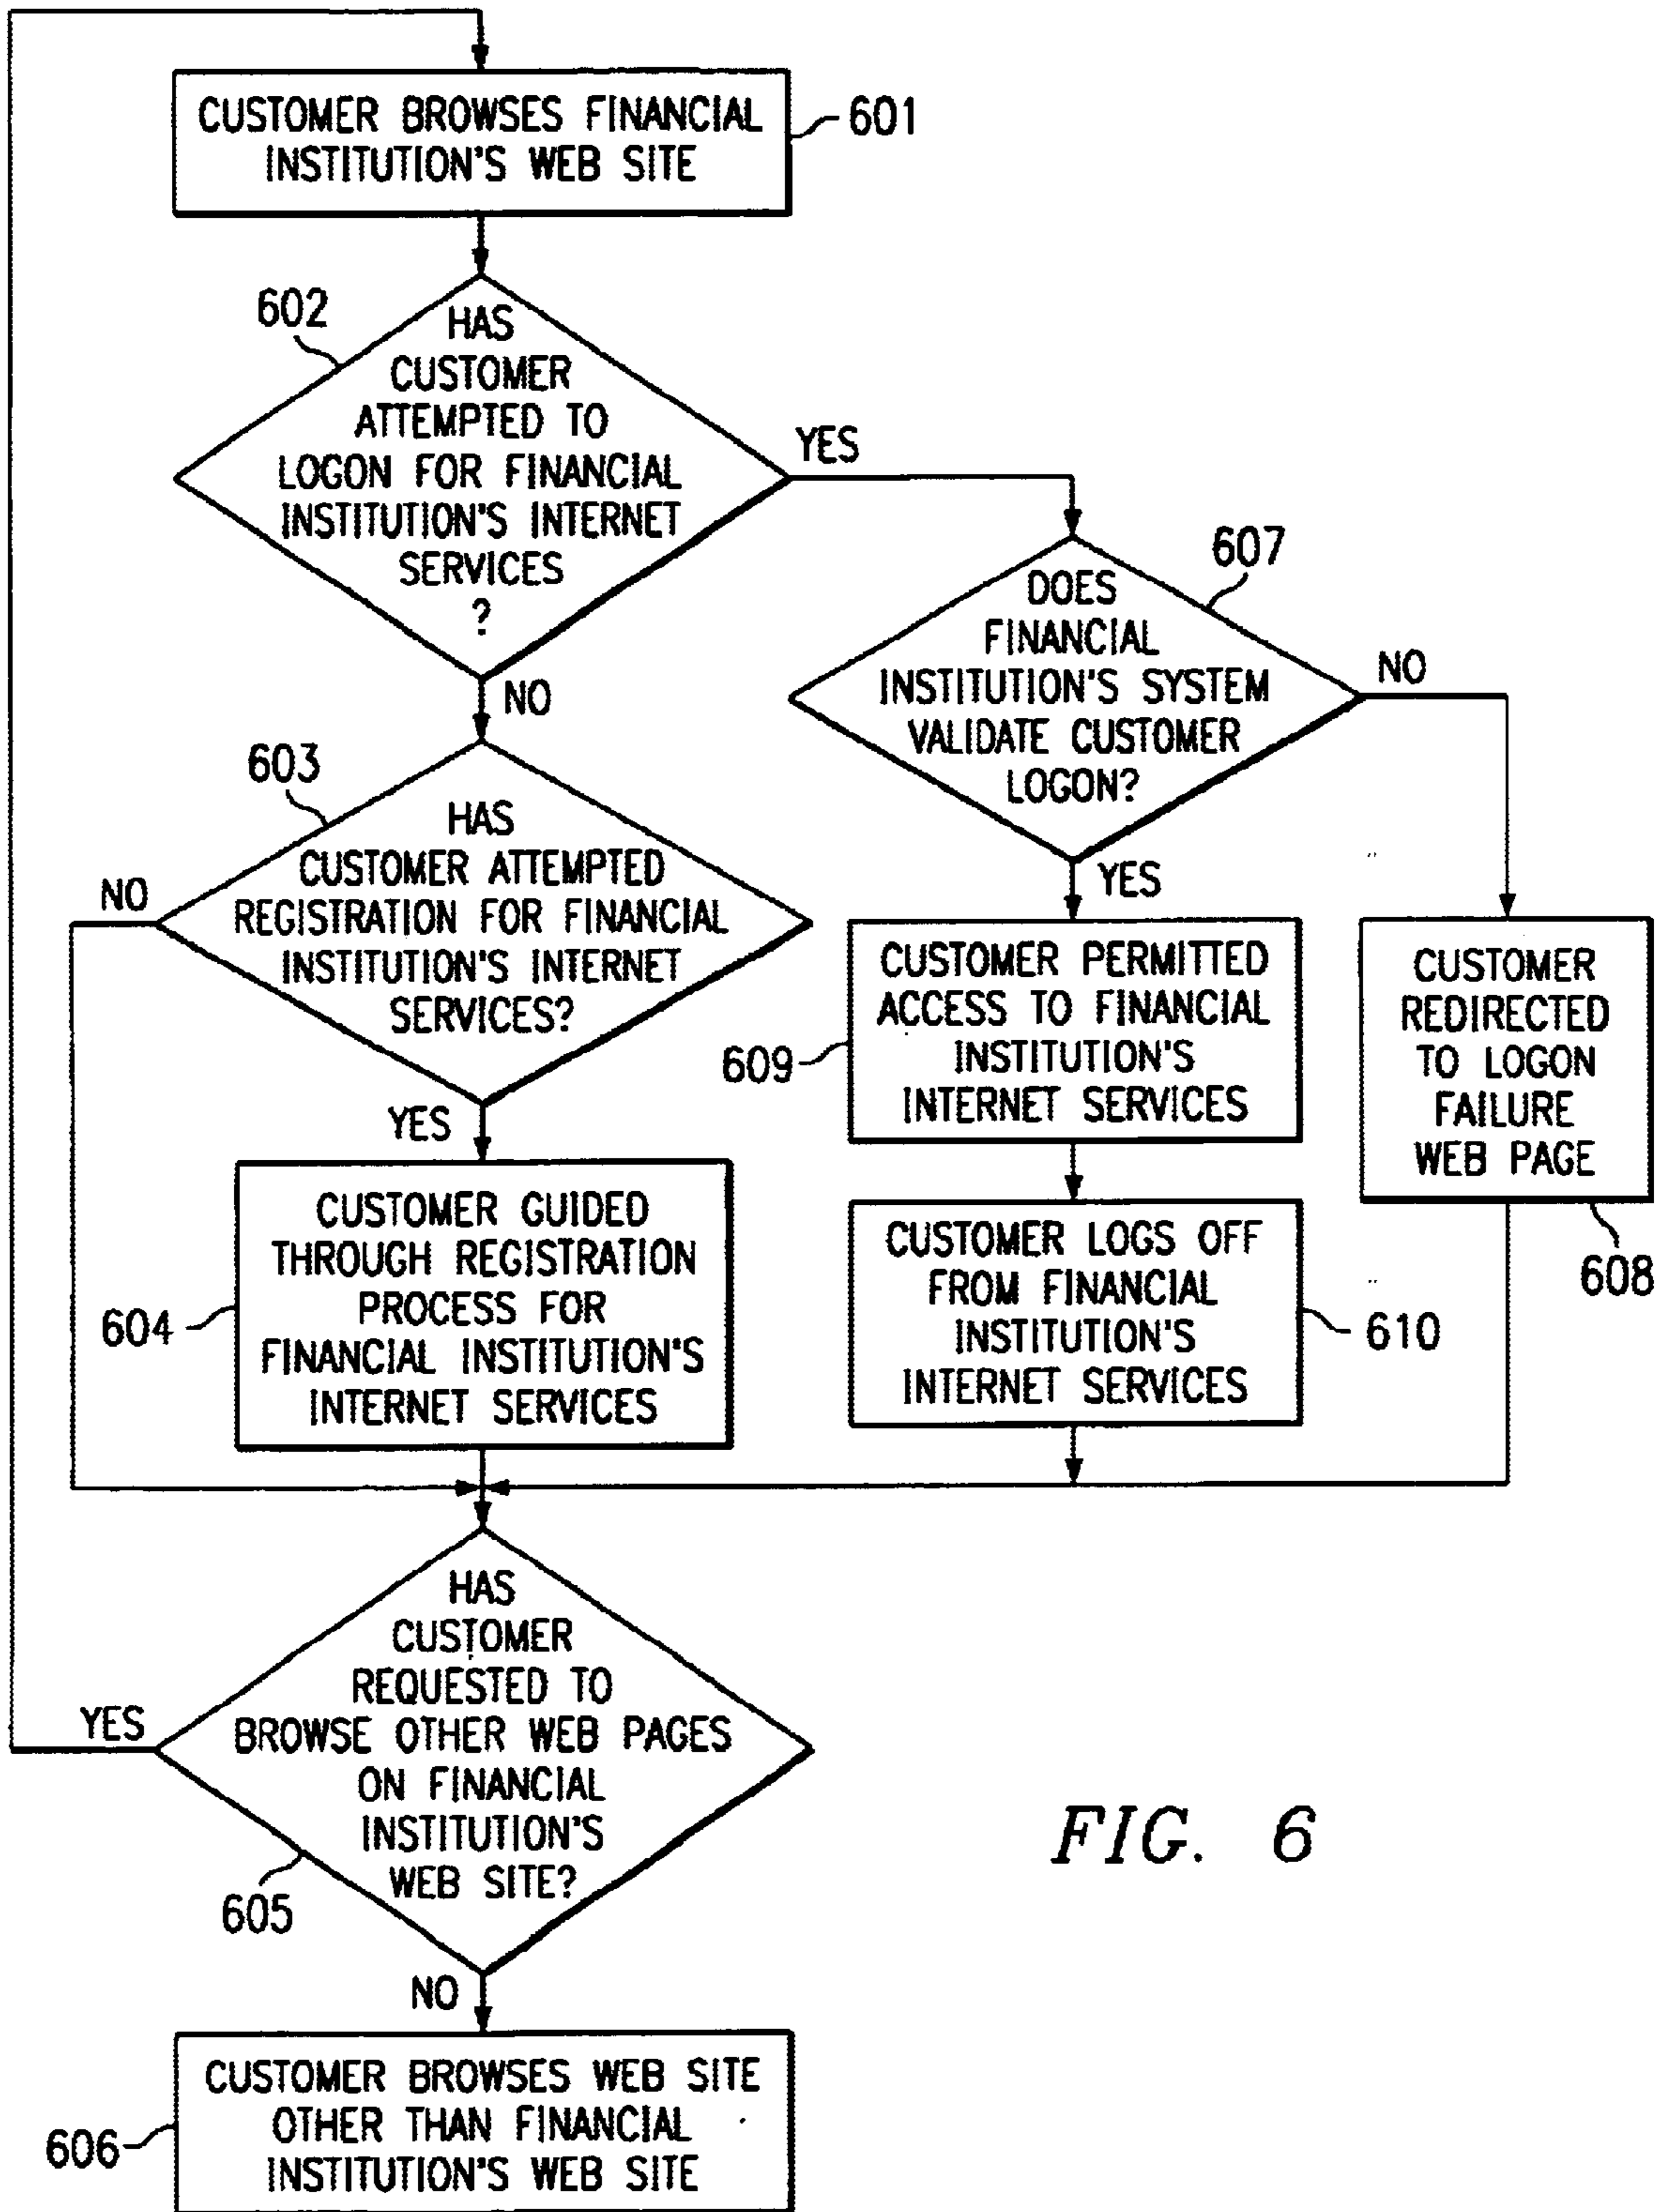 CUSTOMER BROWSES FINANCIAL
INSTITUTION'S WEB SITE
601
602
HAS
CUSTOMER
ATTEMPTED TO
LOGON FOR FINANCIAL
INSTITUTION'S INTERNET
SERVICES
?
YES
NO
607
DOES
FINANCIAL
INSTITUTION'S SYSTEM
VALIDATE CUSTOMER
LOGON?
NO
YES
603
HAS
CUSTOMER ATTEMPTED
REGISTRATION FOR FINANCIAL
INSTITUTION'S INTERNET
SERVICES?
NO
YES
CUSTOMER PERMITTED
ACCESS TO FINANCIAL
INSTITUTION'S
INTERNET SERVICES
609
CUSTOMER
REDIRECTED
TO LOGON
FAILURE
WEB PAGE
608
CUSTOMER GUIDED
THROUGH REGISTRATION
PROCESS FOR
FINANCIAL INSTITUTION'S
INTERNET SERVICES
604
CUSTOMER LOGS OFF
FROM FINANCIAL
INSTITUTION'S
INTERNET SERVICES
610
HAS
CUSTOMER
REQUESTED TO
BROWSE OTHER WEB PAGES
ON FINANCIAL
INSTITUTION'S
WEB SITE?
YES
605
NO
CUSTOMER BROWSES WEB SITE
OTHER THAN FINANCIAL
INSTITUTION'S WEB SITE
606
FIG. 6